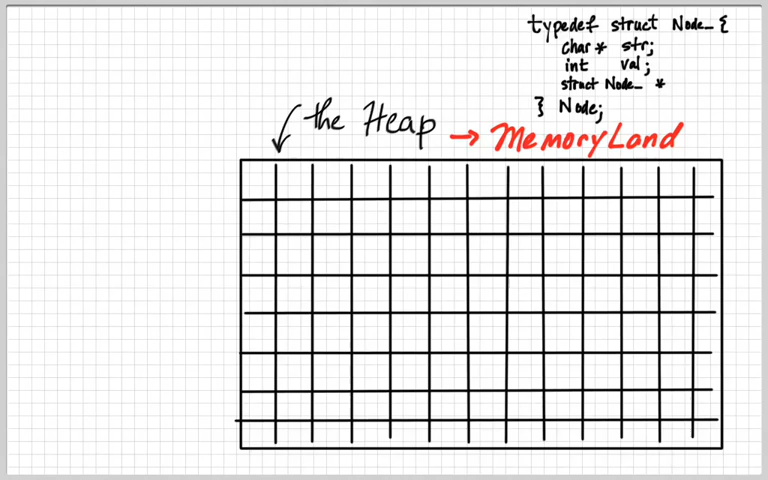 typedef struct Node_ {
char* str;
int val;
struct Node_ *
} Node;
the Heap → MemoryLand